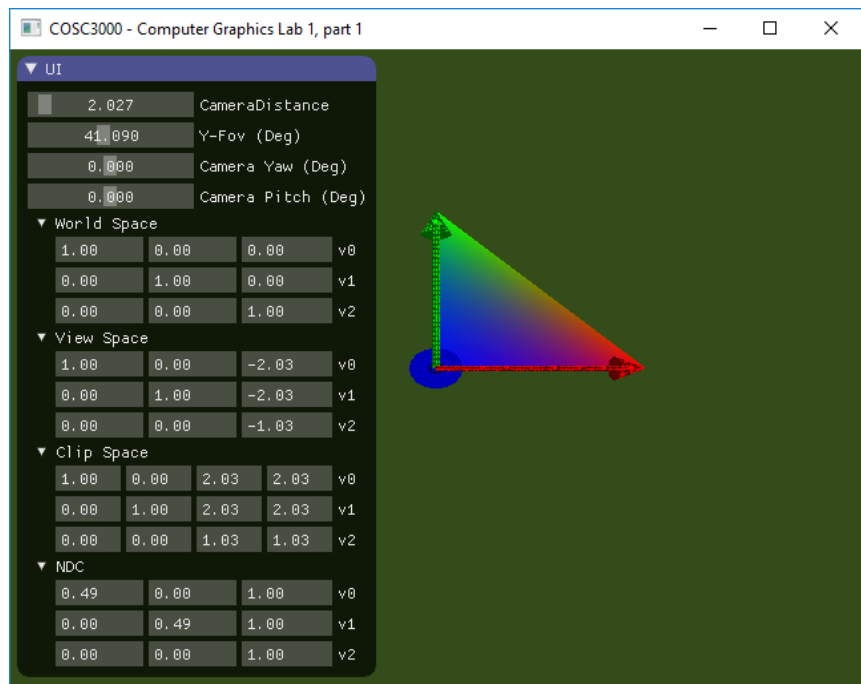 COSC3000 - Computer Graphics Lab 1, part 1
UI
2.027 CameraDistance
41.090 Y-Fov (Deg)
0.000 Camera Yaw (Deg)
0.000 Camera Pitch (Deg)
World Space
1.00 0.00 0.00 v0
0.00 1.00 0.00 v1
0.00 0.00 1.00 v2
View Space
1.00 0.00 -2.03 v0
0.00 1.00 -2.03 v1
0.00 0.00 -1.03 v2
Clip Space
1.00 0.00 2.03 2.03 v0
0.00 1.00 2.03 2.03 v1
0.00 0.00 1.03 1.03 v2
NDC
0.49 0.00 1.00 v0
0.00 0.49 1.00 v1
0.00 0.00 1.00 v2